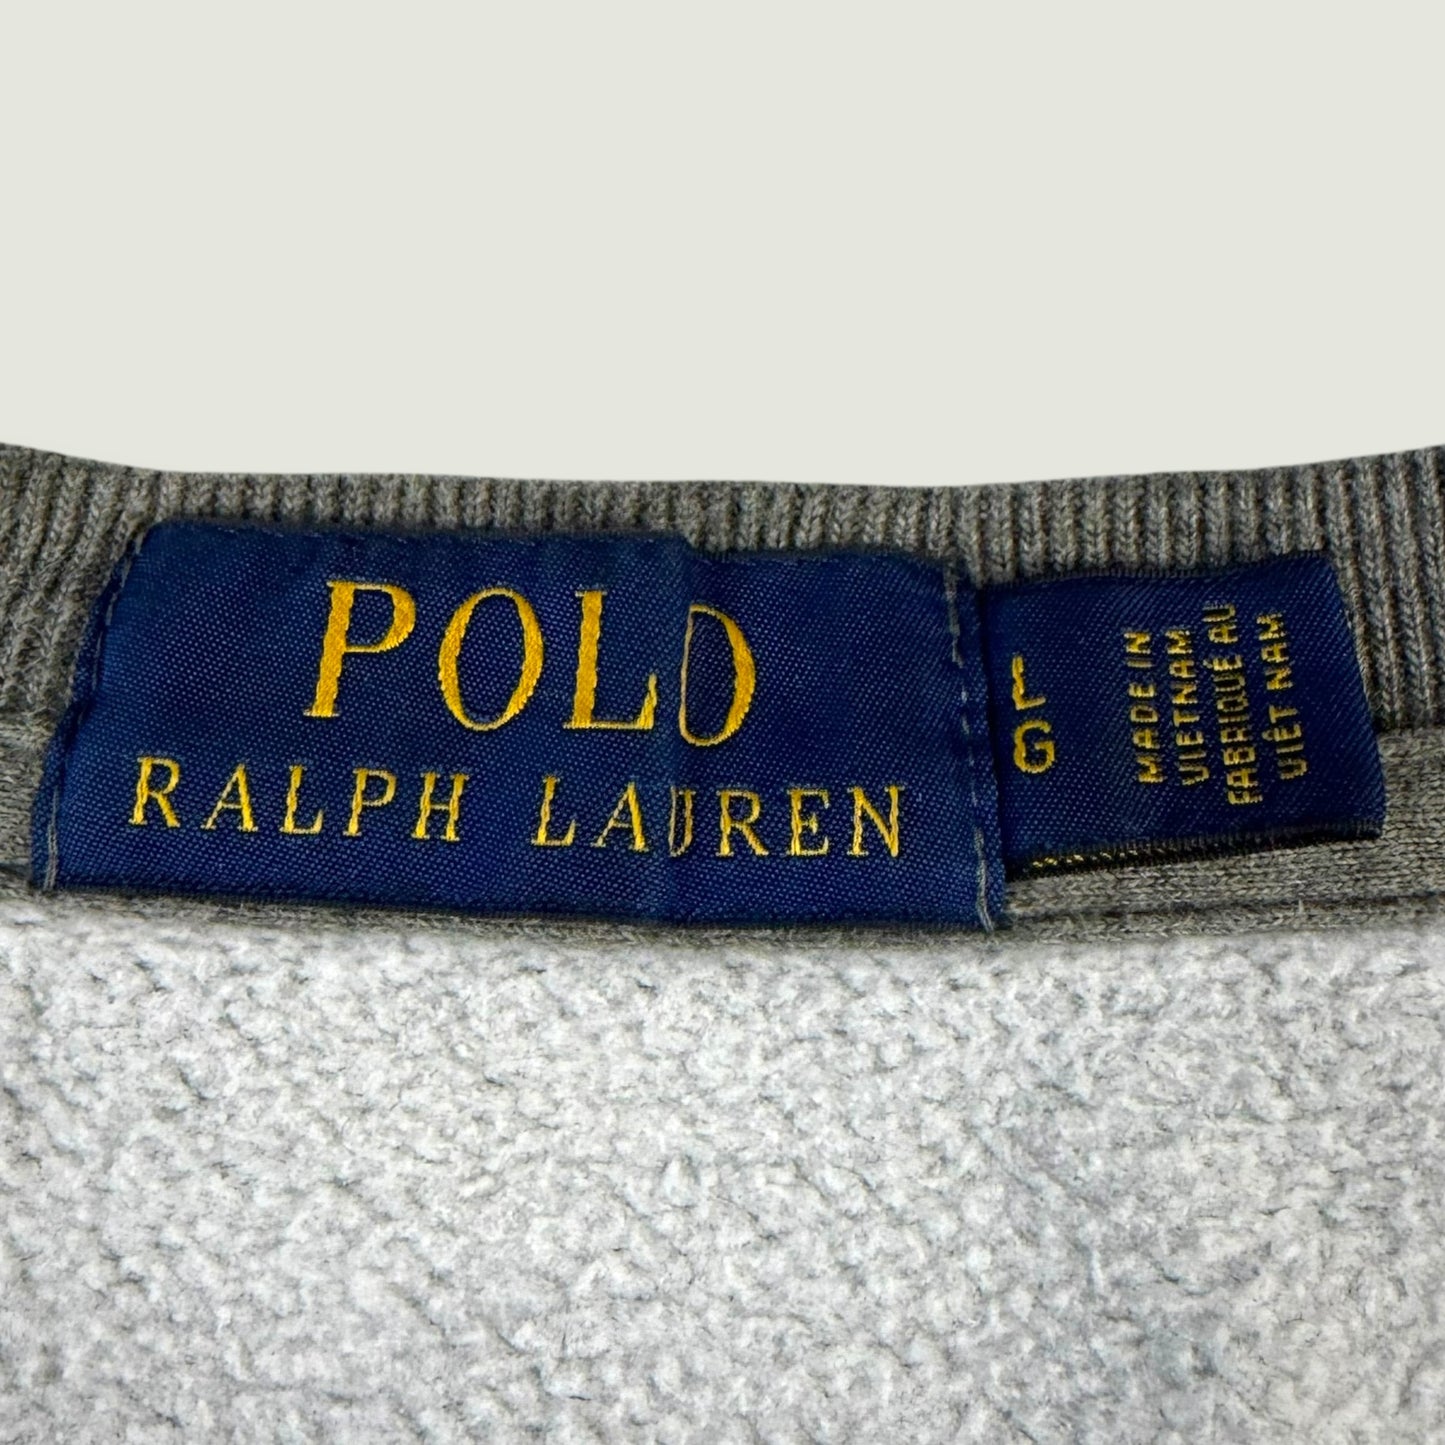 POLO
RALPH LAUREN
L
G
MADE IN
VIETNAM
FABRIQUÉ AU
VIÊT NAM